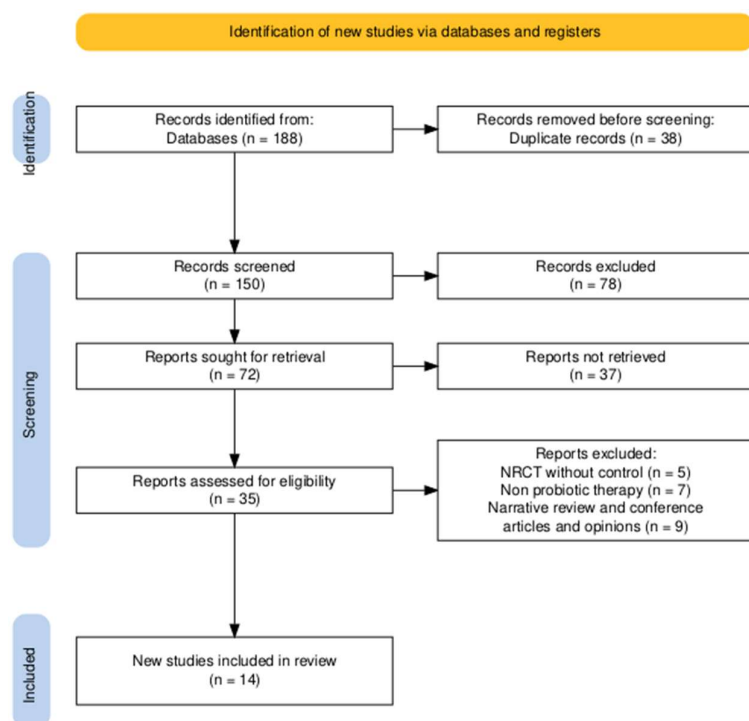 Identification of new studies via databases and registers
Identification
Records identified from:
Databases (n = 188)
Records removed before screening:
Duplicate records (n = 38)
Screening
Records screened
(n = 150)
Records excluded
(n = 78)
Reports sought for retrieval
(n = 72)
Reports not retrieved
(n = 37)
Reports assessed for eligibility
(n = 35)
Reports excluded:
NRCT without control (n = 5)
Non probiotic therapy (n = 7)
Narrative review and conference
articles and opinions (n = 9)
Included
New studies included in review
(n = 14)